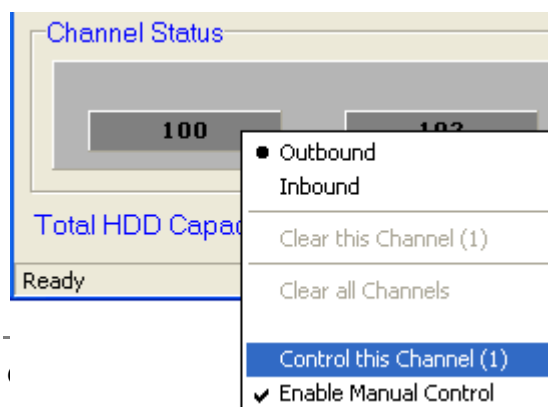 Channel Status
100
Outbound
Inbound
Clear this Channel (1)
Total HDD
Clear all Channels
Ready
Control this Channel (1)
Enable Manual Control